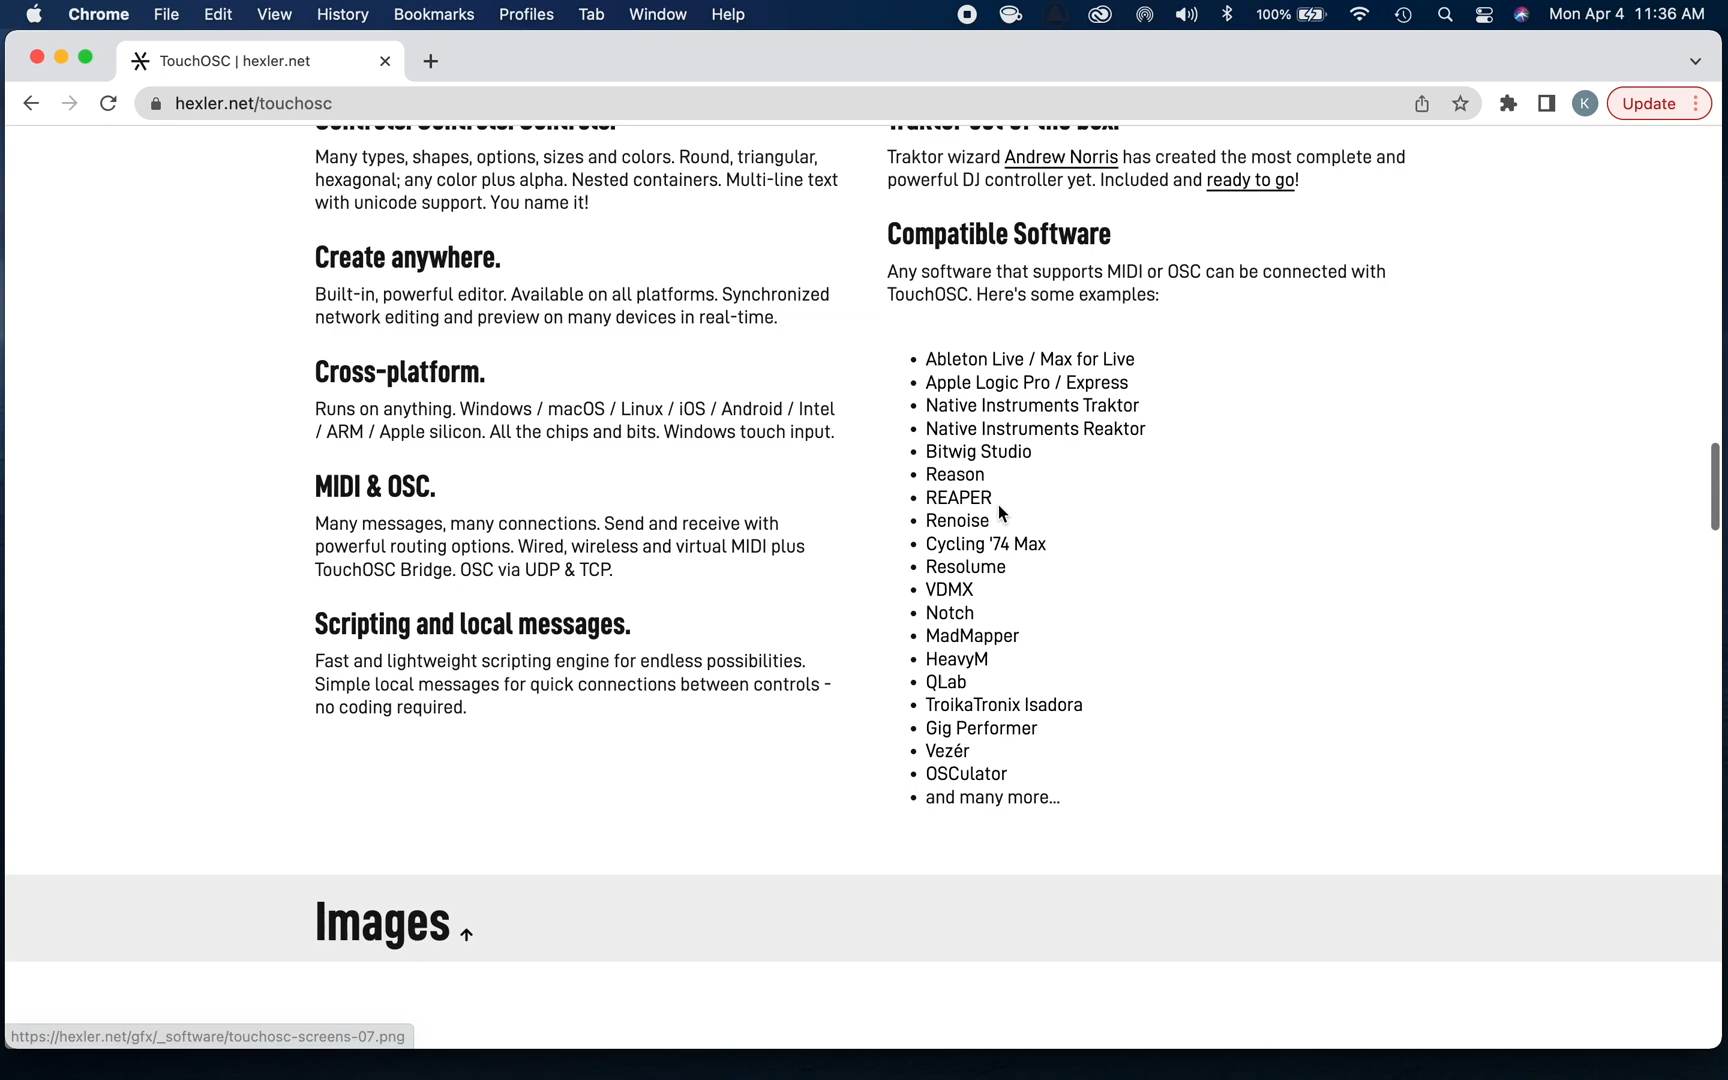 Chrome File Edit View History Bookmarks Profiles Tab Window Help 100% Mon Apr 4 11:36 AM
TouchOSC | hexler.net
hexler.net/touchosc K Update
Controls. Controls. Controls.
Many types, shapes, options, sizes and colors. Round, triangular,
hexagonal; any color plus alpha. Nested containers. Multi-line text
with unicode support. You name it!
Create anywhere.
Built-in, powerful editor. Available on all platforms. Synchronized
network editing and preview on many devices in real-time.
Cross-platform.
Runs on anything. Windows / macOS / Linux / iOS / Android / Intel
/ ARM / Apple silicon. All the chips and bits. Windows touch input.
MIDI & OSC.
Many messages, many connections. Send and receive with
powerful routing options. Wired, wireless and virtual MIDI plus
TouchOSC Bridge. OSC via UDP & TCP.
Scripting and local messages.
Fast and lightweight scripting engine for endless possibilities.
Simple local messages for quick connections between controls -
no coding required.
Traktor out of the box.
Traktor wizard Andrew Norris has created the most complete and
powerful DJ controller yet. Included and ready to go!
Compatible Software
Any software that supports MIDI or OSC can be connected with
TouchOSC. Here's some examples:
• Ableton Live / Max for Live
• Apple Logic Pro / Express
• Native Instruments Traktor
• Native Instruments Reaktor
• Bitwig Studio
• Reason
• REAPER
• Renoise
• Cycling '74 Max
• Resolume
• VDMX
• Notch
• MadMapper
• HeavyM
• QLab
• TroikaTronix Isadora
• Gig Performer
• Vezér
• OSCulator
• and many more...
Images ↑
https://hexler.net/gfx/_software/touchosc-screens-07.png